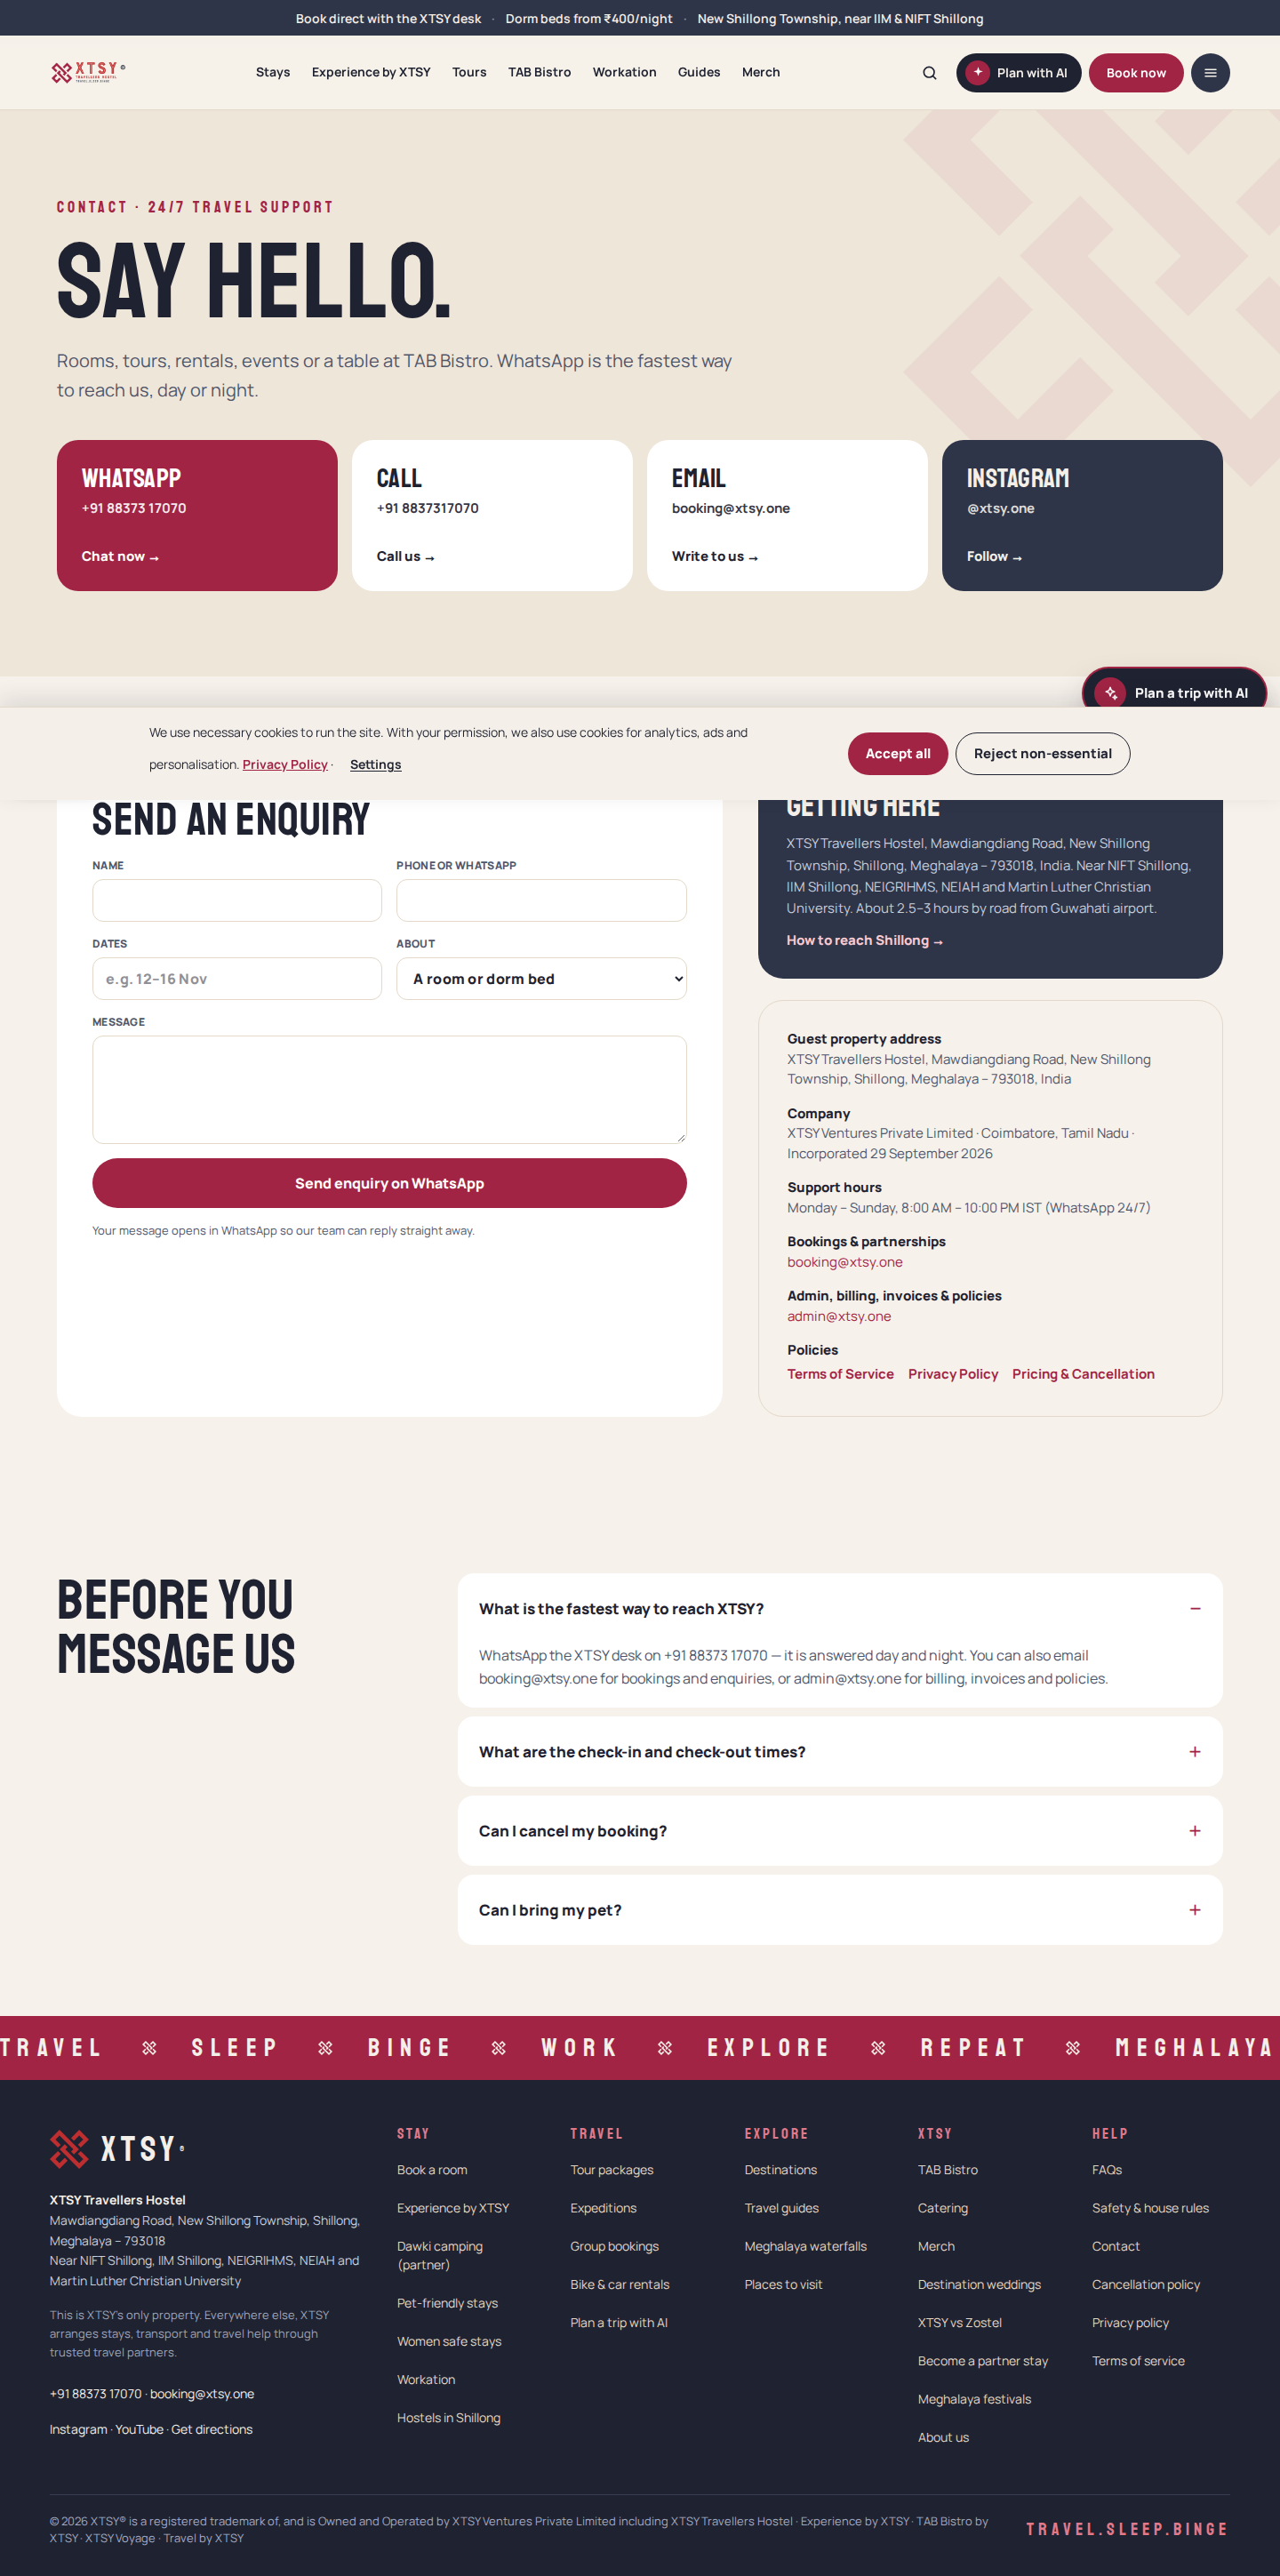 Book direct with the XTSY desk · Dorm beds from ₹400/night · New Shillong Township, near IIM & NIFT Shillong
XTSY ®
Stays Experience by XTSY Tours TAB Bistro Workation Guides Merch
Plan with AI Book now
CONTACT · 24/7 TRAVEL SUPPORT
SAY HELLO.
Rooms, tours, rentals, events or a table at TAB Bistro. WhatsApp is the fastest way
to reach us, day or night.
WHATSAPP
+91 88373 17070
Chat now →
CALL
+91 8837317070
Call us →
EMAIL
booking@xtsy.one
Write to us →
INSTAGRAM
@xtsy.one
Follow →
Plan a trip with AI
We use necessary cookies to run the site. With your permission, we also use cookies for analytics, ads and
personalisation. Privacy Policy · Settings
Accept all
Reject non-essential
SEND AN ENQUIRY
NAME
PHONE OR WHATSAPP
DATES
e.g. 12–16 Nov
ABOUT
A room or dorm bed
MESSAGE
Send enquiry on WhatsApp
Your message opens in WhatsApp so our team can reply straight away.
GETTING HERE
XTSY Travellers Hostel, Mawdiangdiang Road, New Shillong
Township, Shillong, Meghalaya – 793018, India. Near NIFT Shillong,
IIM Shillong, NEIGRIHMS, NEIAH and Martin Luther Christian
University. About 2.5–3 hours by road from Guwahati airport.
How to reach Shillong →
Guest property address
XTSY Travellers Hostel, Mawdiangdiang Road, New Shillong
Township, Shillong, Meghalaya – 793018, India
Company
XTSY Ventures Private Limited · Coimbatore, Tamil Nadu ·
Incorporated 29 September 2026
Support hours
Monday – Sunday, 8:00 AM – 10:00 PM IST (WhatsApp 24/7)
Bookings & partnerships
booking@xtsy.one
Admin, billing, invoices & policies
admin@xtsy.one
Policies
Terms of Service Privacy Policy Pricing & Cancellation
BEFORE YOU
MESSAGE US
What is the fastest way to reach XTSY? −
WhatsApp the XTSY desk on +91 88373 17070 — it is answered day and night. You can also email
booking@xtsy.one for bookings and enquiries, or admin@xtsy.one for billing, invoices and policies.
What are the check-in and check-out times? +
Can I cancel my booking? +
Can I bring my pet? +
TRAVEL SLEEP BINGE WORK EXPLORE REPEAT MEGHALAYA
XTSY ®
XTSY Travellers Hostel
Mawdiangdiang Road, New Shillong Township, Shillong,
Meghalaya – 793018
Near NIFT Shillong, IIM Shillong, NEIGRIHMS, NEIAH and
Martin Luther Christian University
This is XTSY's only property. Everywhere else, XTSY
arranges stays, transport and travel help through
trusted travel partners.
+91 88373 17070 · booking@xtsy.one
Instagram · YouTube · Get directions
STAY
Book a room
Experience by XTSY
Dawki camping
(partner)
Pet-friendly stays
Women safe stays
Workation
Hostels in Shillong
TRAVEL
Tour packages
Expeditions
Group bookings
Bike & car rentals
Plan a trip with AI
EXPLORE
Destinations
Travel guides
Meghalaya waterfalls
Places to visit
XTSY
TAB Bistro
Catering
Merch
Destination weddings
XTSY vs Zostel
Become a partner stay
Meghalaya festivals
About us
HELP
FAQs
Safety & house rules
Contact
Cancellation policy
Privacy policy
Terms of service
© 2026 XTSY® is a registered trademark of, and is Owned and Operated by XTSY Ventures Private Limited including XTSY Travellers Hostel · Experience by XTSY · TAB Bistro by
XTSY · XTSY Voyage · Travel by XTSY
TRAVEL.SLEEP.BINGE